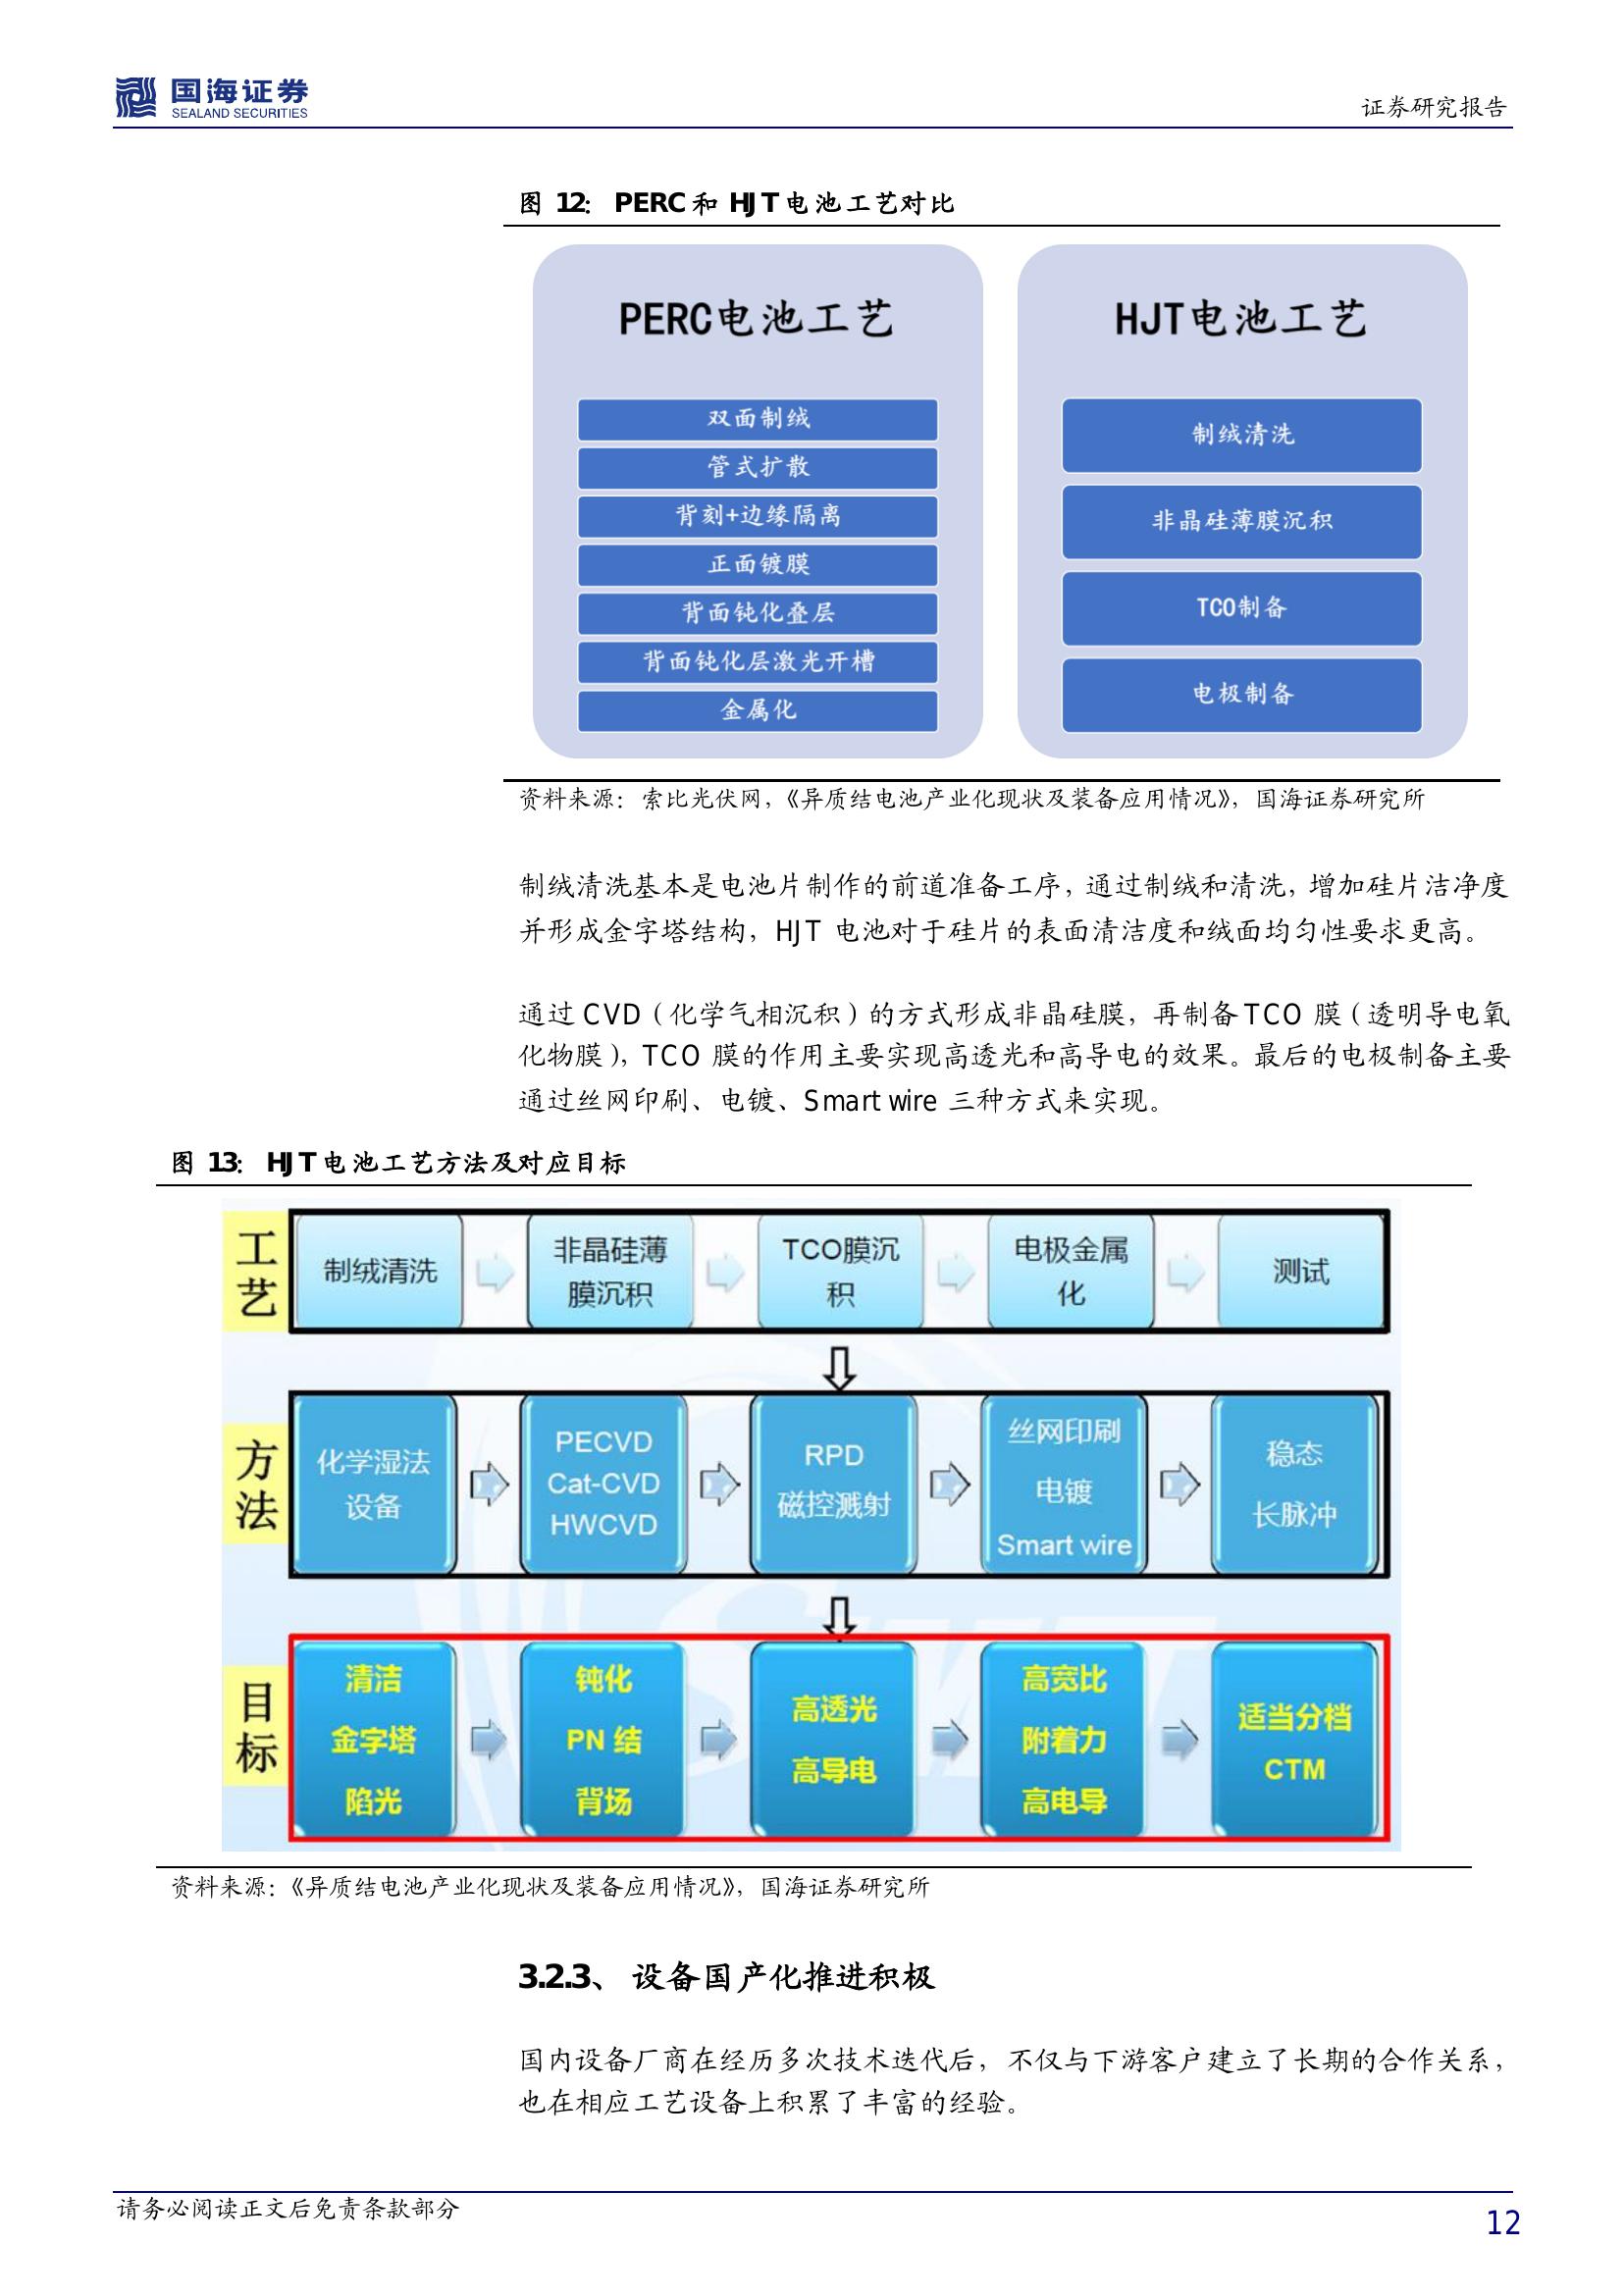 国海证券
SEALAND SECURITIES
证券研究报告
图 12： PERC 和 HJT 电池工艺对比
PERC电池工艺
双面制绒
管式扩散
背刻+边缘隔离
正面镀膜
背面钝化叠层
背面钝化层激光开槽
金属化
HJT电池工艺
制绒清洗
非晶硅薄膜沉积
TCO制备
电极制备
资料来源：索比光伏网，《异质结电池产业化现状及装备应用情况》，国海证券研究所
制绒清洗基本是电池片制作的前道准备工序，通过制绒和清洗，增加硅片洁净度
并形成金字塔结构，HJT 电池对于硅片的表面清洁度和绒面均匀性要求更高。
通过 CVD（化学气相沉积）的方式形成非晶硅膜，再制备 TCO 膜（透明导电氧
化物膜），TCO 膜的作用主要实现高透光和高导电的效果。最后的电极制备主要
通过丝网印刷、电镀、Smart wire 三种方式来实现。
图 13： HJT 电池工艺方法及对应目标
工艺
制绒清洗
非晶硅薄
膜沉积
TCO膜沉
积
电极金属
化
测试
方法
化学湿法
设备
PECVD
Cat-CVD
HWCVD
RPD
磁控溅射
丝网印刷
电镀
Smart wire
稳态
长脉冲
目标
清洁
金字塔
陷光
钝化
PN 结
背场
高透光
高导电
高宽比
附着力
高电导
适当分档
CTM
资料来源：《异质结电池产业化现状及装备应用情况》，国海证券研究所
3.2.3、 设备国产化推进积极
国内设备厂商在经历多次技术迭代后，不仅与下游客户建立了长期的合作关系，
也在相应工艺设备上积累了丰富的经验。
请务必阅读正文后免责条款部分
12